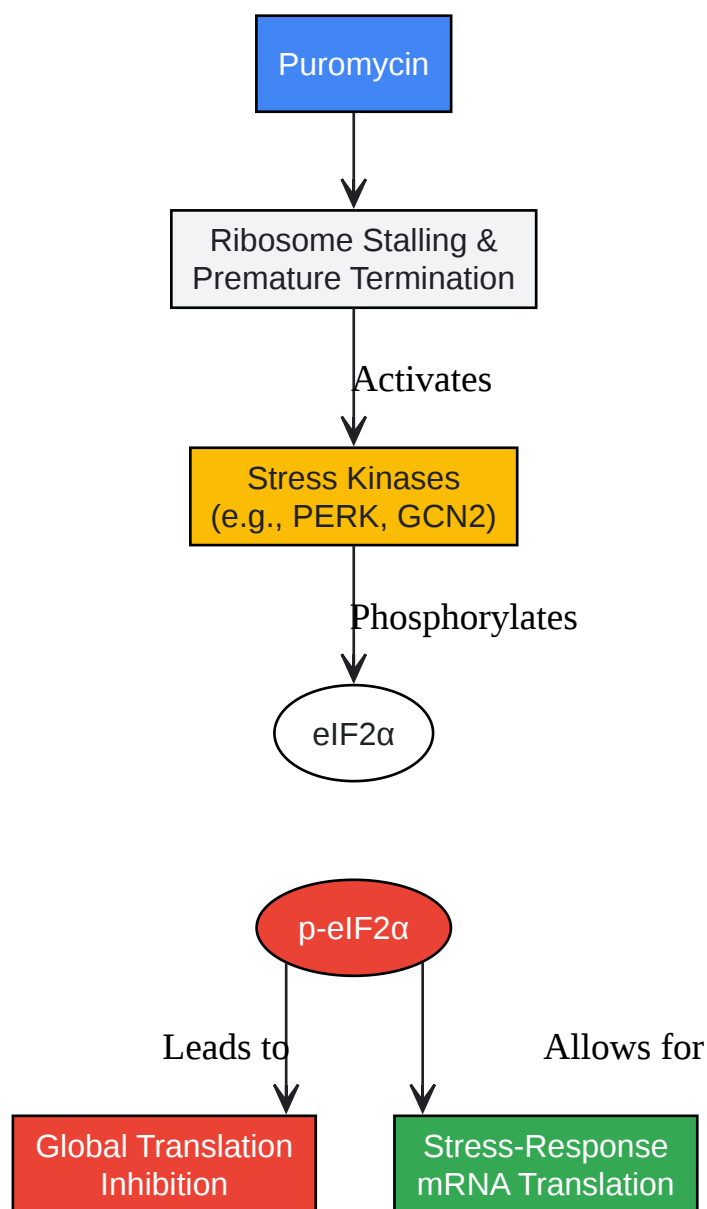 Puromycin
Ribosome Stalling &
Premature Termination
Activates
Stress Kinases
(e.g., PERK, GCN2)
Phosphorylates
eIF2α
p-eIF2α
Leads to
Allows for
Global Translation
Inhibition
Stress-Response
mRNA Translation